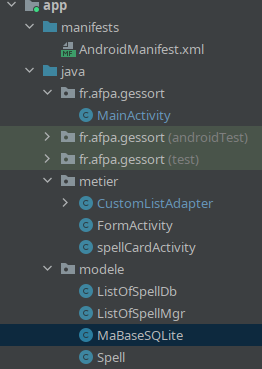 app
manifests
AndroidManifest.xml
java
fr.afpa.gessort
MainActivity
fr.afpa.gessort (androidTest)
fr.afpa.gessort (test)
metier
CustomListAdapter
FormActivity
spellCardActivity
modele
ListOfSpellDb
ListOfSpellMgr
MaBaseSQLite
Spell